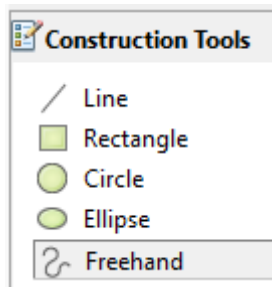 Construction Tools
Line
Rectangle
Circle
Ellipse
Freehand